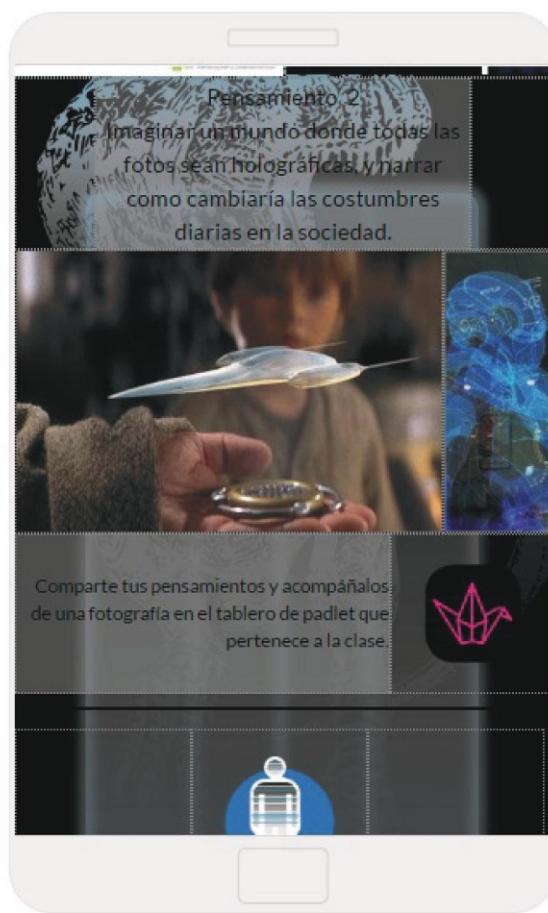 Pensamiento 2.
Imaginar un mundo donde todas las
fotos sean holográficas, y narrar
como cambiaría las costumbres
diarias en la sociedad.
Comparte tus pensamientos y acompáñalos
de una fotografía en el tablero de padlet que
pertenece a la clase.